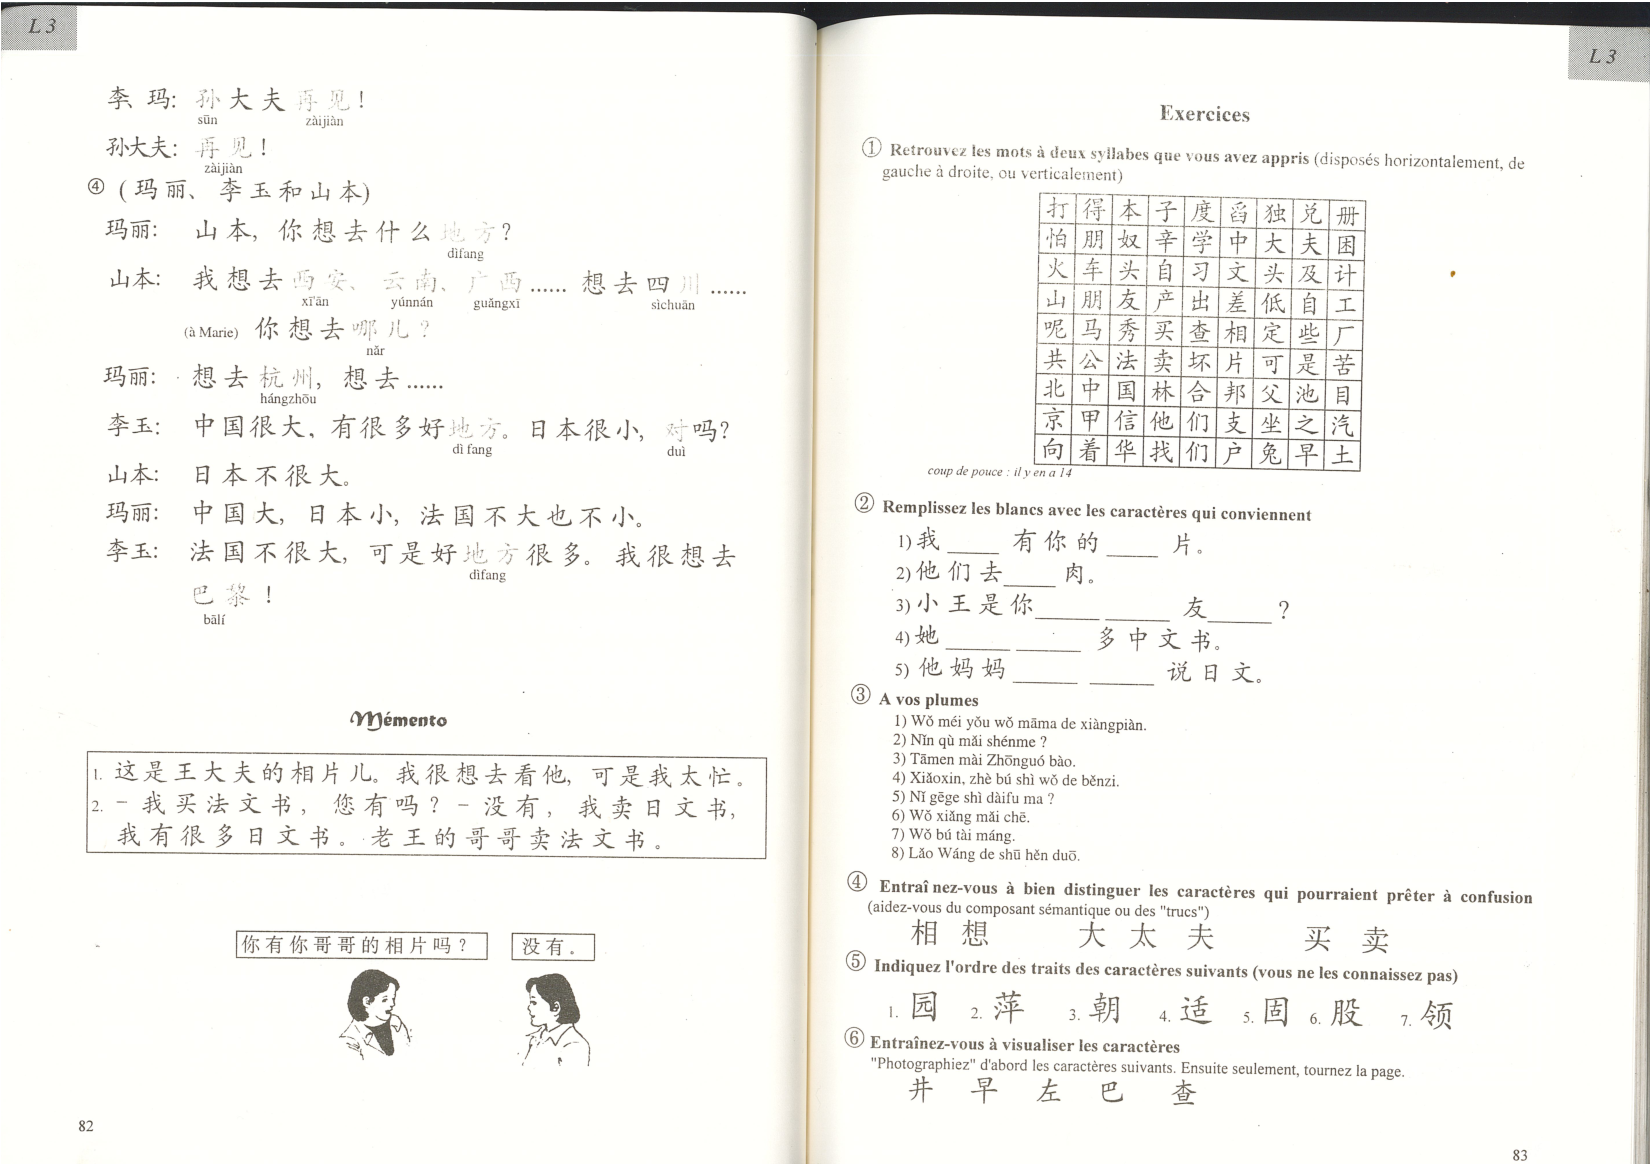 L 3
李、玛: 孙大夫再见!
sūn zàijiàn
孙大夫: 再见!
zàijiàn
④ (玛丽、李玉和山本)
玛丽: 山本, 你想去什么地方?
dìfang
山本: 我想去西安、云南、广西...... 想去四川......
xī'ān yúnnán guǎngxī sìchuān
(à Marie) 你想去哪儿?
nǎr
玛丽: 想去杭州, 想去......
hángzhōu
李玉: 中国很大、有很多好地方。日本很小, 对吗?
dì fang duì
山本: 日本不很大。
玛丽: 中国大, 日本小, 法国不大也不小。
李玉: 法国不很大, 可是好地方很多。我很想去
dìfang
巴黎!
bālí
Mémento
1. 这是王大夫的相片儿。我很想去看他, 可是我太忙。
2. - 我买法文书, 您有吗? - 没有, 我卖日文书,
我有很多日文书。老王的哥哥卖法文书。
你有你哥哥的相片吗?
没有。
82
L 3
Exercices
① Retrouvez les mots à deux syllabes que vous avez appris (disposés horizontalement, de
gauche à droite, ou verticalement)
打得本子度舀独兑册
怕朋奴辛学中大夫困
火车头自习文头及计
山朋友产出差低自工
呢马秀买查相定些厂
共公法卖坏片可是苦
北中国林合邦父池目
京甲信他们支坐之汽
向着华找们户兔早土
coup de pouce : il y en a 14
② Remplissez les blancs avec les caractères qui conviennent
1) 我 ____ 有你的 ____ 片。
2) 他们去 ____ 肉。
3) 小王是你 ____ ____ 友 ____ ?
4) 她 ____ ____ 多中文书。
5) 他妈妈 ____ ____ 说日文。
③ A vos plumes
1) Wǒ méi yǒu wǒ māma de xiàngpiàn.
2) Nǐn qù mǎi shénme ?
3) Tāmen mài Zhōnguó bào.
4) Xiǎoxin, zhè bú shì wǒ de běnzi.
5) Nǐ gēge shì dàifu ma ?
6) Wǒ xiǎng mǎi chē.
7) Wǒ bú tài máng.
8) Lǎo Wáng de shū hěn duō.
④ Entraî nez-vous à bien distinguer les caractères qui pourraient prêter à confusion
(aidez-vous du composant sémantique ou des "trucs")
相 想 大 太 夫 买 卖
⑤ Indiquez l'ordre des traits des caractères suivants (vous ne les connaissez pas)
1. 园 2. 萍 3. 朝 4. 适 5. 固 6. 股 7. 领
⑥ Entraînez-vous à visualiser les caractères
"Photographiez" d'abord les caractères suivants. Ensuite seulement, tournez la page.
井 早 左 巴 查
83